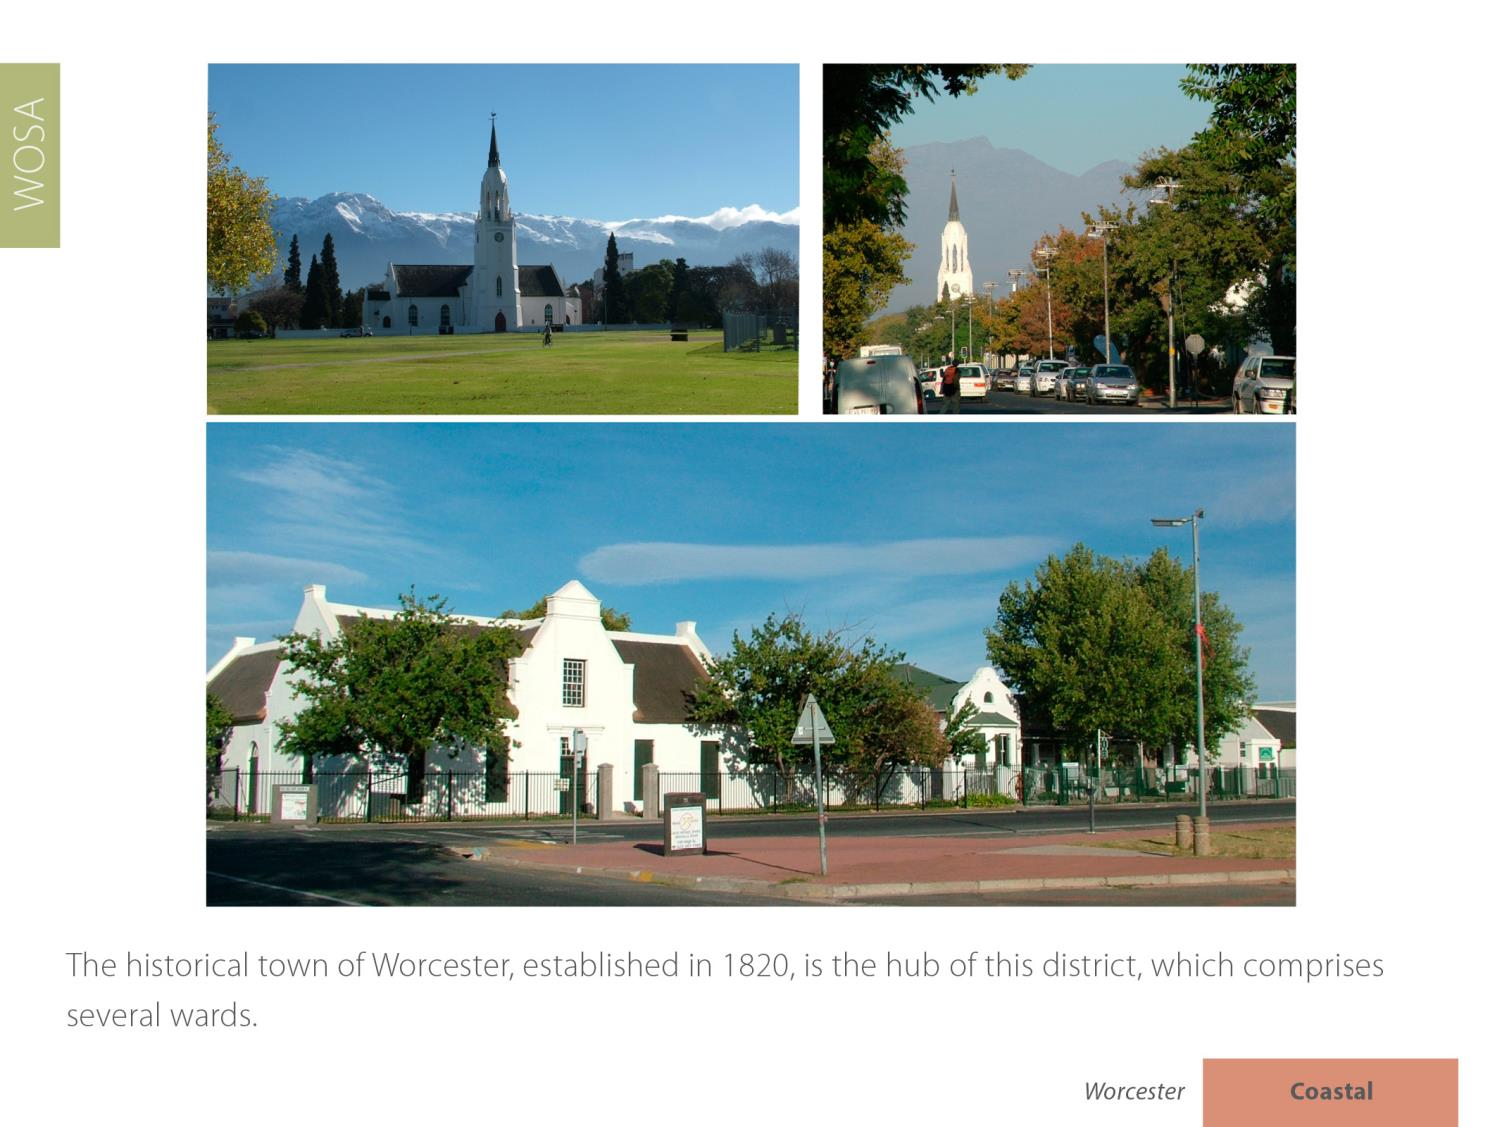 WOSA
The historical town of Worcester, established in 1820, is the hub of this district, which comprises
several wards.
Worcester
Coastal